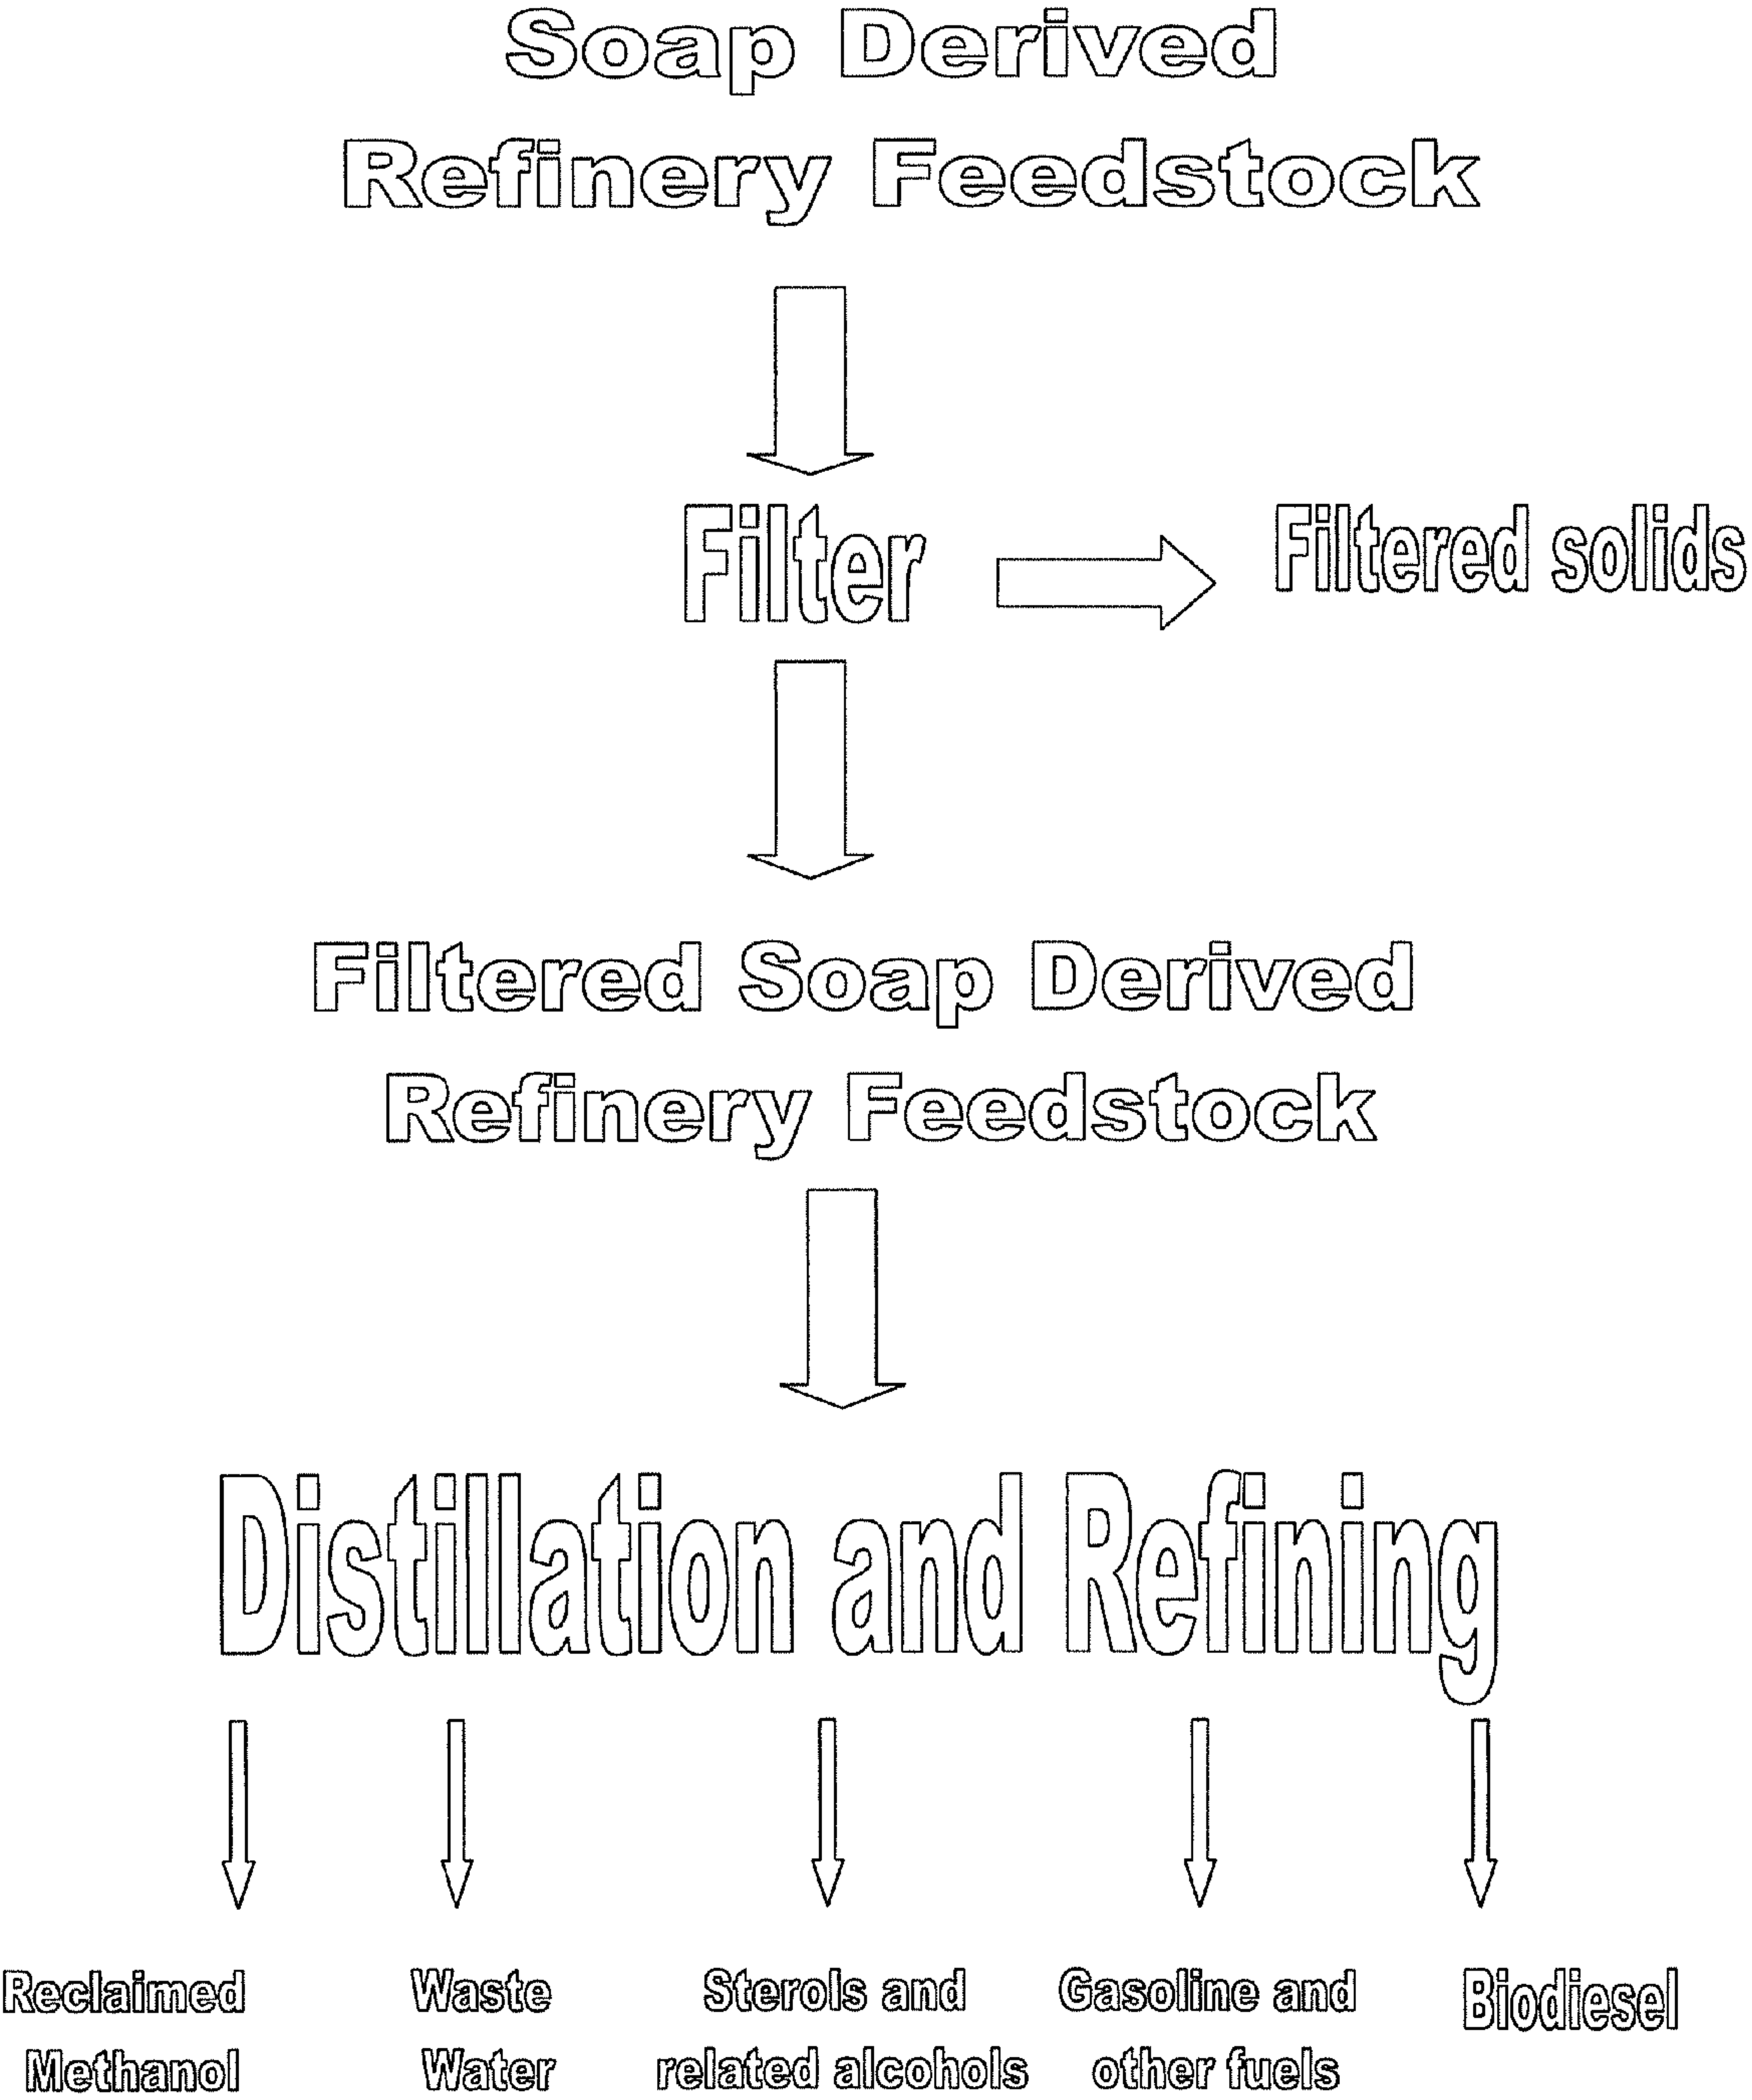 Soap Derived
Refinery Feedstock
Filter
Filtered solids
Filtered Soap Derived
Refinery Feedstock
Distillation and Refining
Reclaimed
Methanol
Waste
Water
Sterols and
related alcohols
Gasoline and
other fuels
Biodiesel